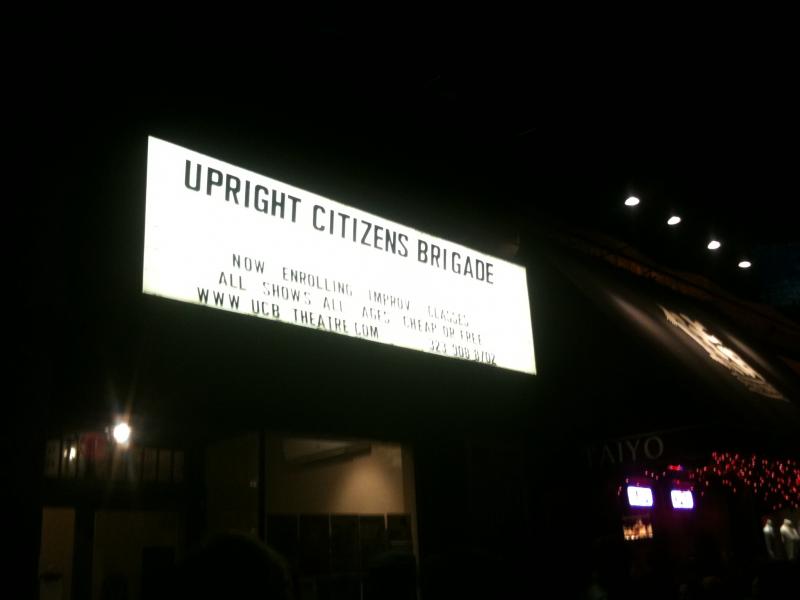 UPRIGHT CITIZENS BRIGADE
NOW ENROLLING IMPROV CLASSES
ALL SHOWS ALL AGES CHEAP OR FREE
WWW UCB THEATRE.COM 323 908 8702
TAIYO